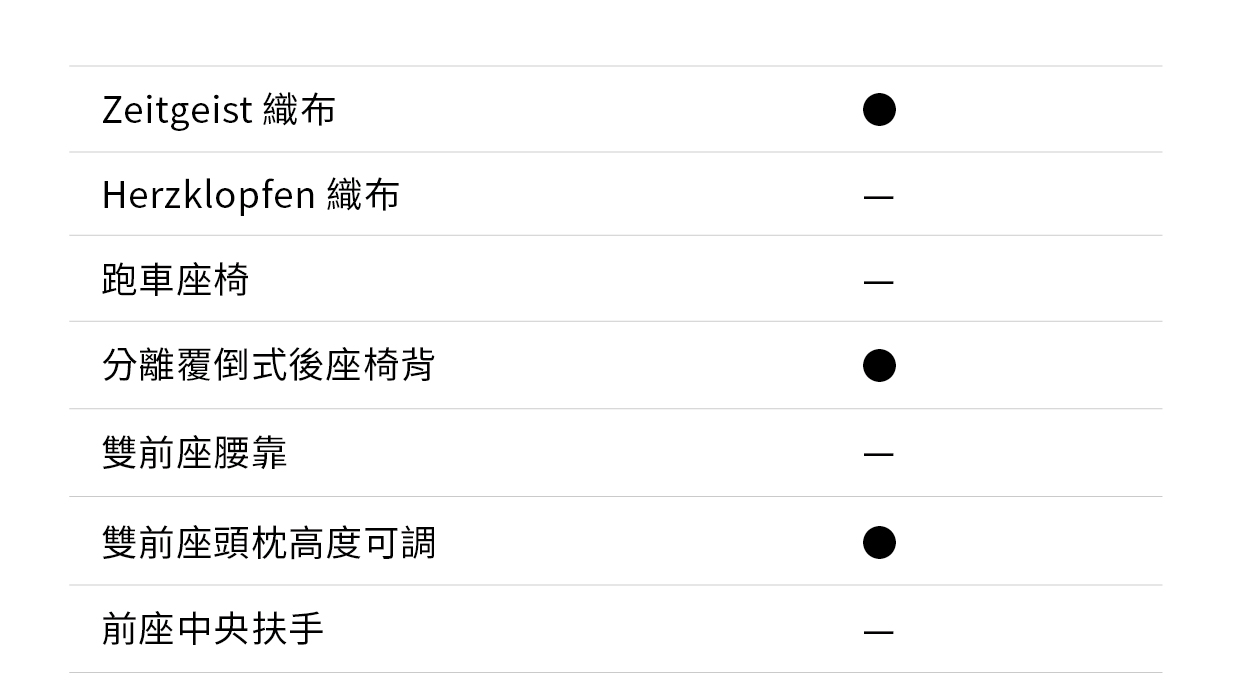 Zeitgeist 織布 ●
Herzklopfen 織布 —
跑車座椅 —
分離覆倒式後座椅背 ●
雙前座腰靠 —
雙前座頭枕高度可調 ●
前座中央扶手 —